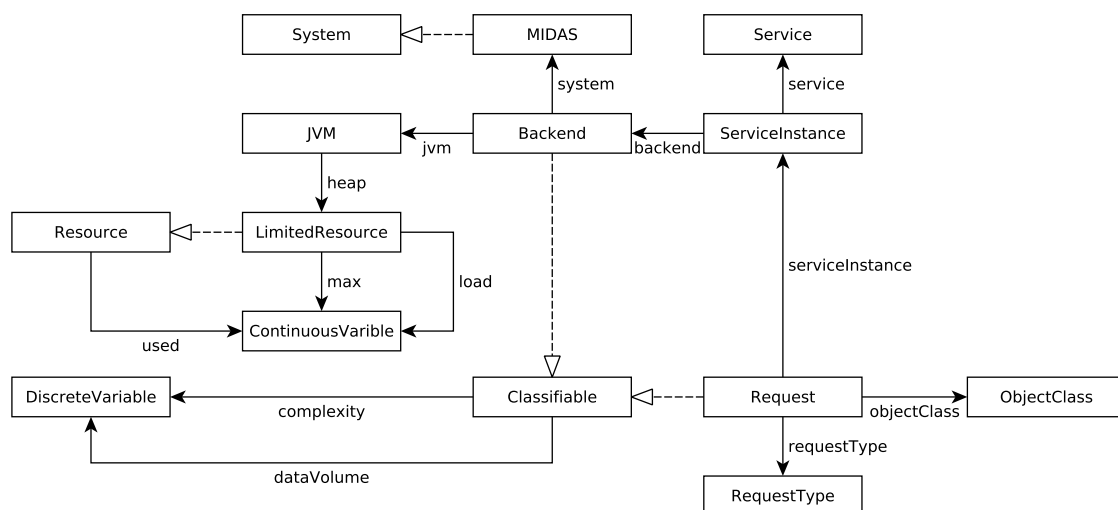 System
MIDAS
Service
system
service
JVM
Backend
ServiceInstance
jvm
backend
heap
Resource
LimitedResource
serviceInstance
max
load
ContinuousVarible
used
DiscreteVariable
Classifiable
Request
ObjectClass
complexity
objectClass
requestType
dataVolume
RequestType